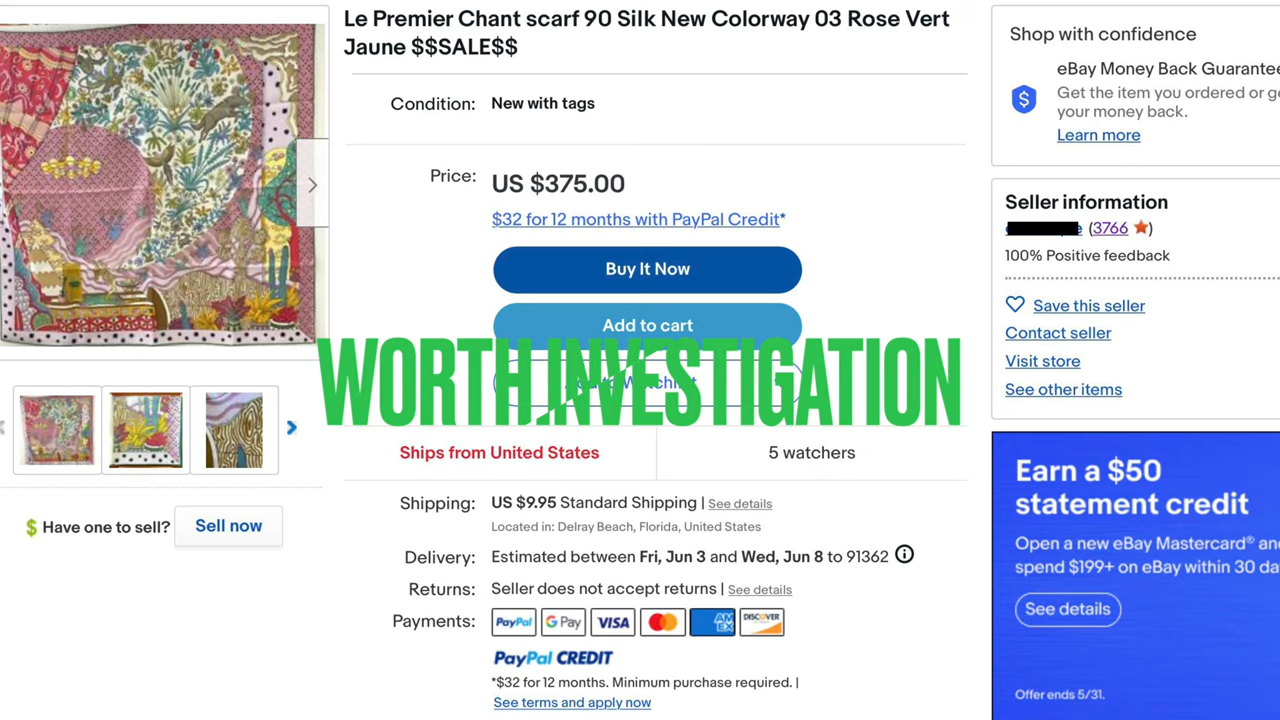 Le Premier Chant scarf 90 Silk New Colorway 03 Rose Vert
Jaune $$SALE$$
Condition: New with tags
Price: US $375.00
$32 for 12 months with PayPal Credit*
Buy It Now
Add to cart
WORTH INVESTIGATION
Ships from United States
5 watchers
Shipping: US $9.95 Standard Shipping | See details
Located in: Delray Beach, Florida, United States
Delivery: Estimated between Fri, Jun 3 and Wed, Jun 8 to 91362
Returns: Seller does not accept returns | See details
Payments: PayPal G Pay VISA AM EX DISCOVER
PayPal CREDIT
*$32 for 12 months. Minimum purchase required. |
See terms and apply now
Have one to sell? Sell now
Shop with confidence
eBay Money Back Guarantee
Get the item you ordered or ge
your money back.
Learn more
Seller information
(3766)
100% Positive feedback
Save this seller
Contact seller
Visit store
See other items
Earn a $50
statement credit
Open a new eBay Mastercard® an
spend $199+ on eBay within 30 da
See details
Offer ends 5/31.